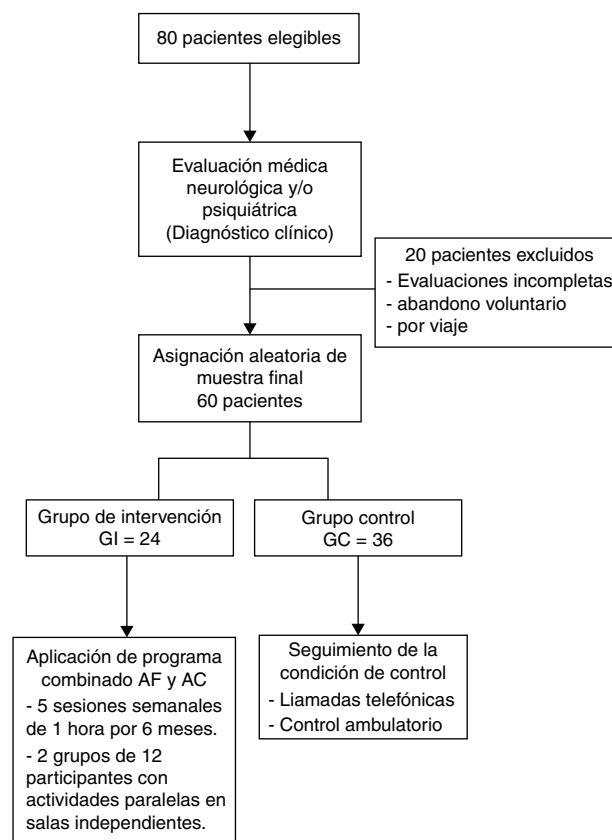 80 pacientes elegibles
Evaluación médica
neurológica y/o
psiquiátrica
(Diagnóstico clínico)
20 pacientes excluidos
- Evaluaciones incompletas
- abandono voluntario
- por viaje
Asignación aleatoria de
muestra final
60 pacientes
Grupo de intervención
GI = 24
Grupo control
GC = 36
Aplicación de programa
combinado AF y AC
- 5 sesiones semanales
de 1 hora por 6 meses.
- 2 grupos de 12
participantes con
actividades paralelas en
salas independientes.
Seguimiento de la
condición de control
- Liamadas telefónicas
- Control ambulatorio